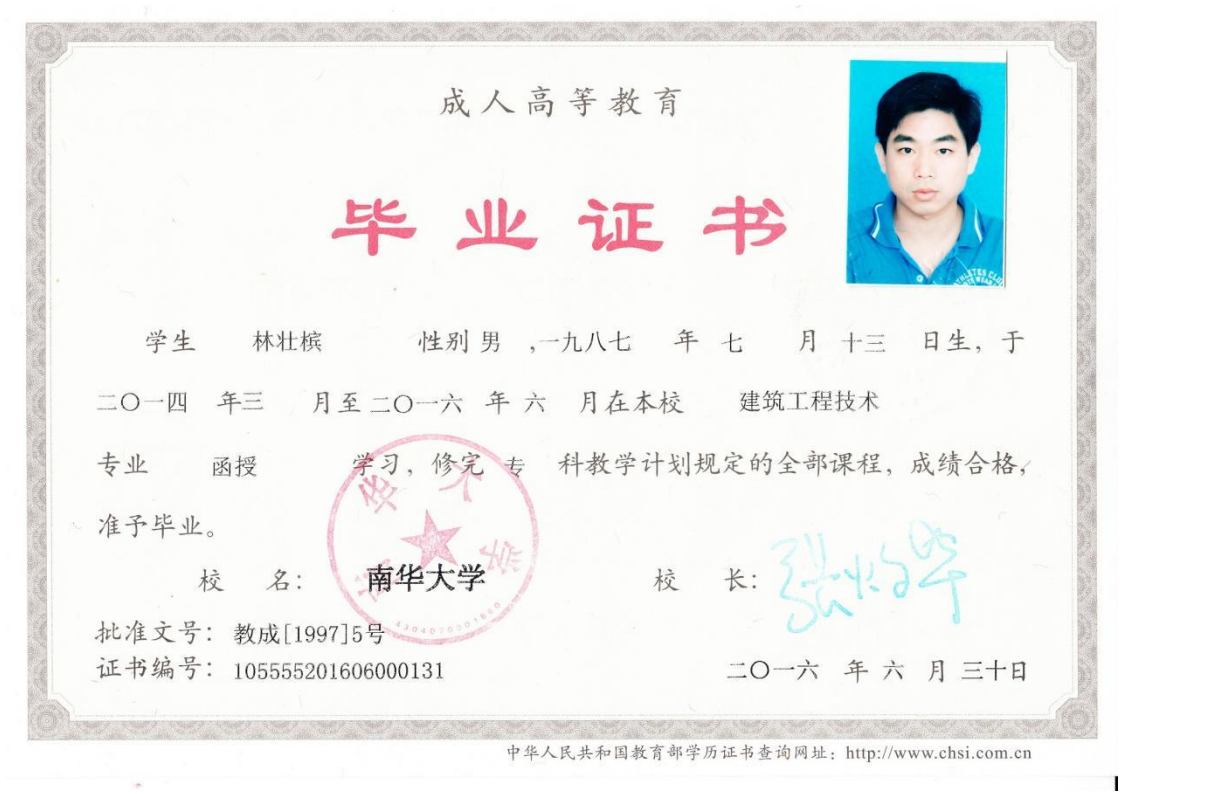 成人高等教育
毕业证书
学生 林壮槟 性别 男 ,一九八七 年 七 月 十三 日生, 于
二〇一四 年三 月至二〇一六 年 六 月在本校 建筑工程技术
专业 函授 学习, 修完 专 科教学计划规定的全部课程, 成绩合格,
准予毕业。
校 名: 南华大学 校 长:
批准文号: 教成[1997]5号
证书编号: 105555201606000131 二〇一六 年 六 月 三十日
中华人民共和国教育部学历证书查询网址: http://www.chsi.com.cn